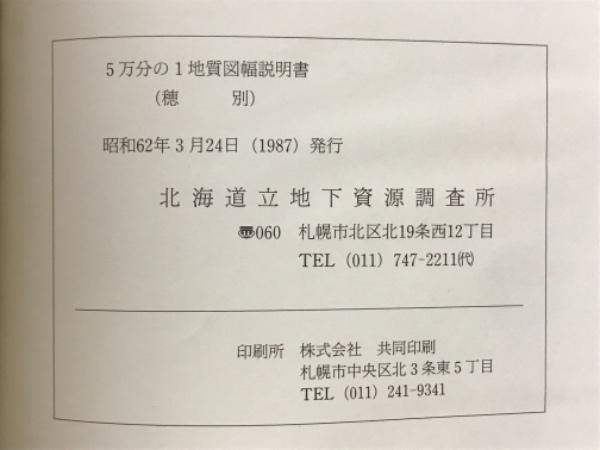 5万分の1地質図幅説明書
（穂　　別）
昭和62年3月24日（1987）発行
北海道立地下資源調査所
〠060　札幌市北区北19条西12丁目
TEL（011）747-2211㈹
印刷所　株式会社　共同印刷
札幌市中央区北3条東5丁目
TEL（011）241-9341